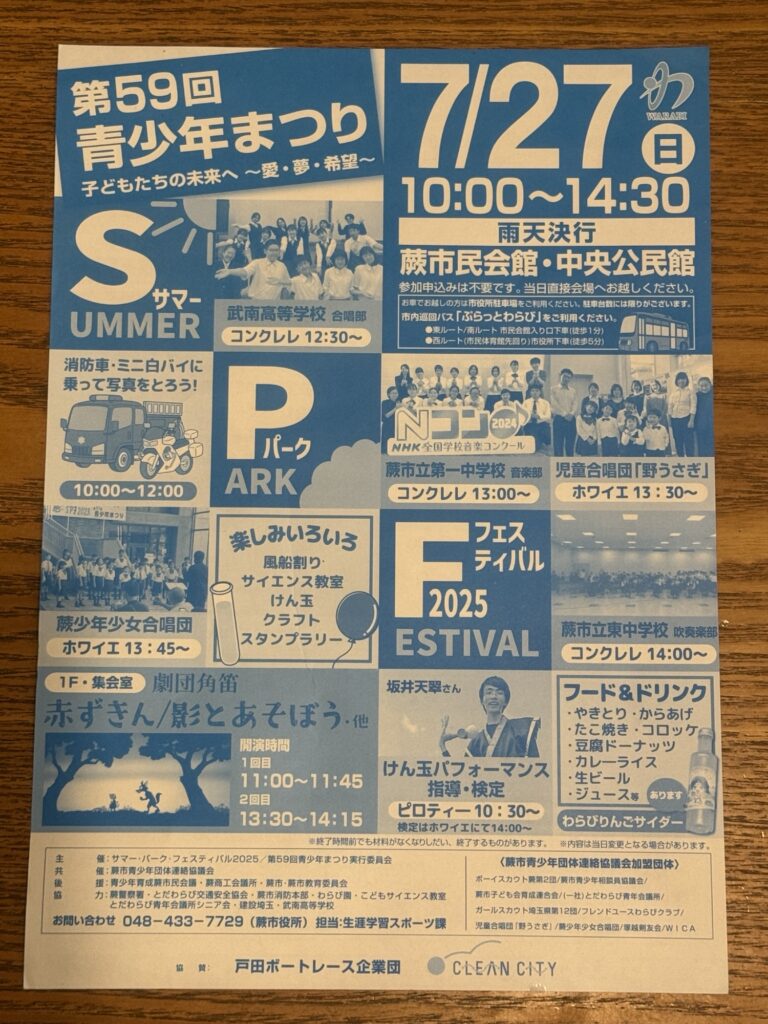 第59回
青少年まつり
子どもたちの未来へ ～愛・夢・希望～
7/27
日
WARABI
10:00～14:30
雨天決行
蕨市民会館・中央公民館
参加申込みは不要です。当日直接会場へお越しください。
お車でお越しの方は市役所駐車場をご利用ください。駐車台数には限りがございます。
市内巡回バス「ぷらっとわらび」をご利用ください。
●東ルート/南ルート 市民会館入り口下車(徒歩1分)
●西ルート(市民体育館先回り)市役所下車(徒歩5分)
SUMMER
サマー
武南高等学校 合唱部
コンクレレ 12:30～
消防車・ミニ白バイに
乗って写真をとろう!
10:00～12:00
PARK
パーク
Nコン2024
NHK全国学校音楽コンクール
蕨市立第一中学校 音楽部
コンクレレ 13:00～
児童合唱団「野うさぎ」
ホワイエ 13:30～
青少年まつり
蕨少年少女合唱団
ホワイエ 13:45～
楽しみいろいろ
風船割り
サイエンス教室
けん玉
クラフト
スタンプラリー
FESTIVAL
フェス
ティバル
2025
蕨市立東中学校 吹奏楽部
コンクレレ 14:00～
1F・集会室 劇団角笛
赤ずきん/影とあそぼう・他
開演時間
1回目
11:00～11:45
2回目
13:30～14:15
坂井天翠さん
けん玉パフォーマンス
指導・検定
ピロティー 10:30～
検定はホワイエにて14:00～
フード&ドリンク
・やきとり・からあげ
・たこ焼き・コロッケ
・豆腐ドーナッツ
・カレーライス
・生ビール
・ジュース等
あります
わらびりんごサイダー
※終了時間前でも材料がなくなりしだい、終了するものがあります。 ※内容は当日変更となる場合があります。
主 催:サマー・パーク・フェスティバル2025／第59回青少年まつり実行委員会
共 催:蕨市青少年団体連絡協議会
後 援:青少年育成蕨市民会議・蕨商工会議所・蕨市・蕨市教育委員会
協 力:蕨警察署・とだわらび交通安全協会・蕨市消防本部・わらび園・こどもサイエンス教室
とだわらび青年会議所シニア会・建設埼玉・武南高等学校
お問い合わせ 048-433-7729（蕨市役所）担当:生涯学習スポーツ課
〈蕨市青少年団体連絡協議会加盟団体〉
ボーイスカウト蕨第2団/蕨市青少年相談員協議会/
蕨市子ども会育成連合会/(一社)とだわらび青年会議所/
ガールスカウト埼玉県第12団/フレンドユースわらびクラブ/
児童合唱団「野うさぎ」/蕨少年少女合唱団/塚越剣友会/WICA
協 賛: 戸田ボートレース企業団 CLEAN CITY